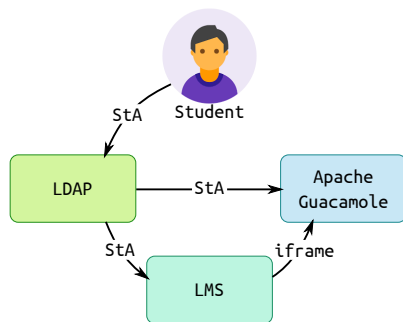 Student
StA
LDAP
StA
Apache
Guacamole
StA
iframe
LMS